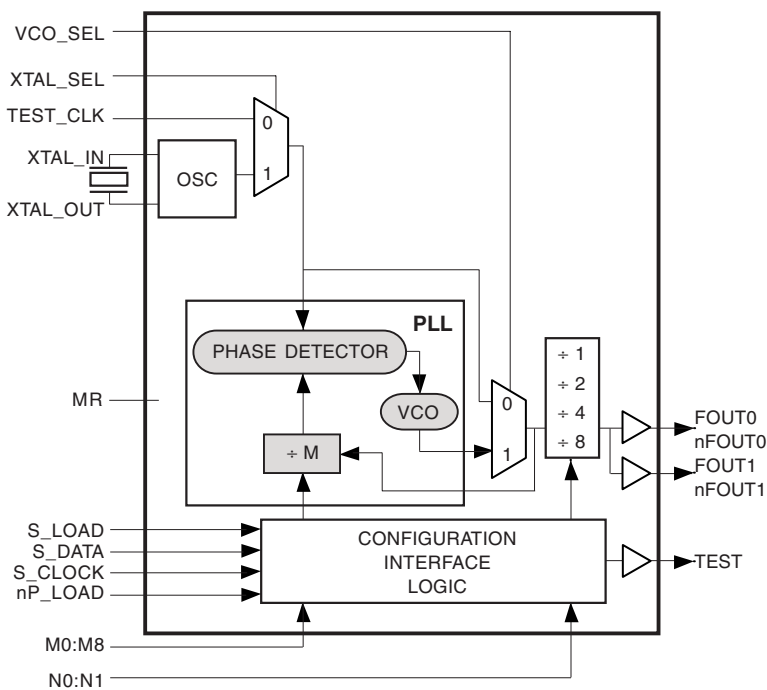 VCO_SEL
XTAL_SEL
TEST_CLK
0
XTAL_IN
OSC
1
XTAL_OUT
PLL
PHASE DETECTOR
÷ 1
÷ 2
÷ 4
÷ 8
MR
VCO
0
1
FOUT0
nFOUT0
÷ M
FOUT1
nFOUT1
S_LOAD
S_DATA
S_CLOCK
nP_LOAD
CONFIGURATION
INTERFACE
LOGIC
TEST
M0:M8
N0:N1